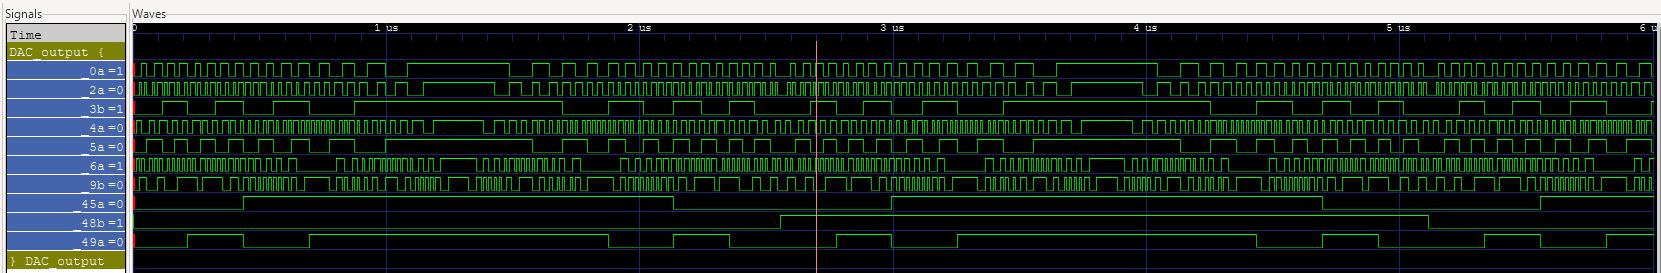 Signals
Waves
Time
0 1 us 2 us 3 us 4 us 5 us 6 u
DAC_output {
_0a=1
_2a=0
_3b=1
_4a=0
_5a=0
_6a=1
_9b=0
_45a=0
_48b=1
_49a=0
} DAC_output